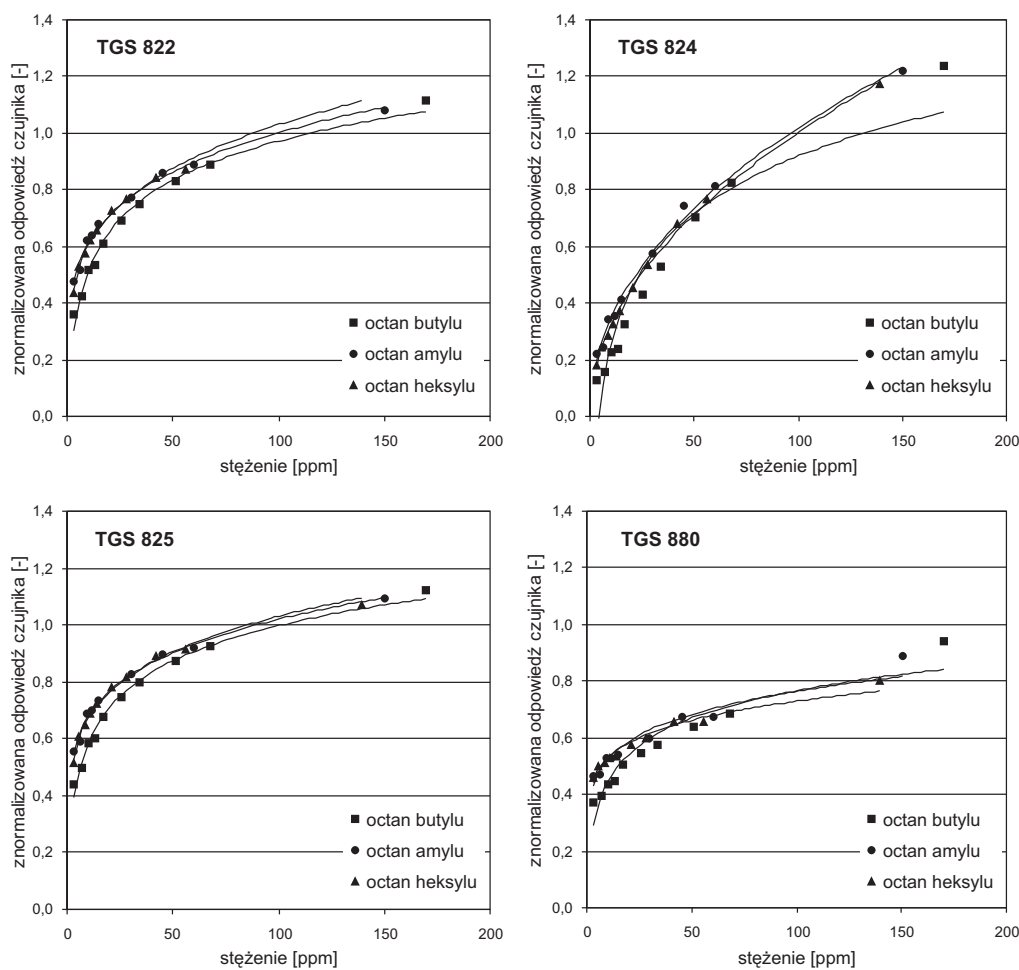 TGS 822
znormalizowana odpowiedź czujnika [-]
1,4
1,2
1,0
0,8
0,6
0,4
0,2
0,0
octan butylu
octan amylu
octan heksylu
0 50 100 150 200
stężenie [ppm]
TGS 824
znormalizowana odpowiedź czujnika [-]
1,4
1,2
1,0
0,8
0,6
0,4
0,2
0,0
octan butylu
octan amylu
octan heksylu
0 50 100 150 200
stężenie [ppm]
TGS 825
znormalizowana odpowiedź czujnika [-]
1,4
1,2
1,0
0,8
0,6
0,4
0,2
0,0
octan butylu
octan amylu
octan heksylu
0 50 100 150 200
stężenie [ppm]
TGS 880
znormalizowana odpowiedź czujnika [-]
1,4
1,2
1,0
0,8
0,6
0,4
0,2
0,0
octan butylu
octan amylu
octan heksylu
0 50 100 150 200
stężenie [ppm]